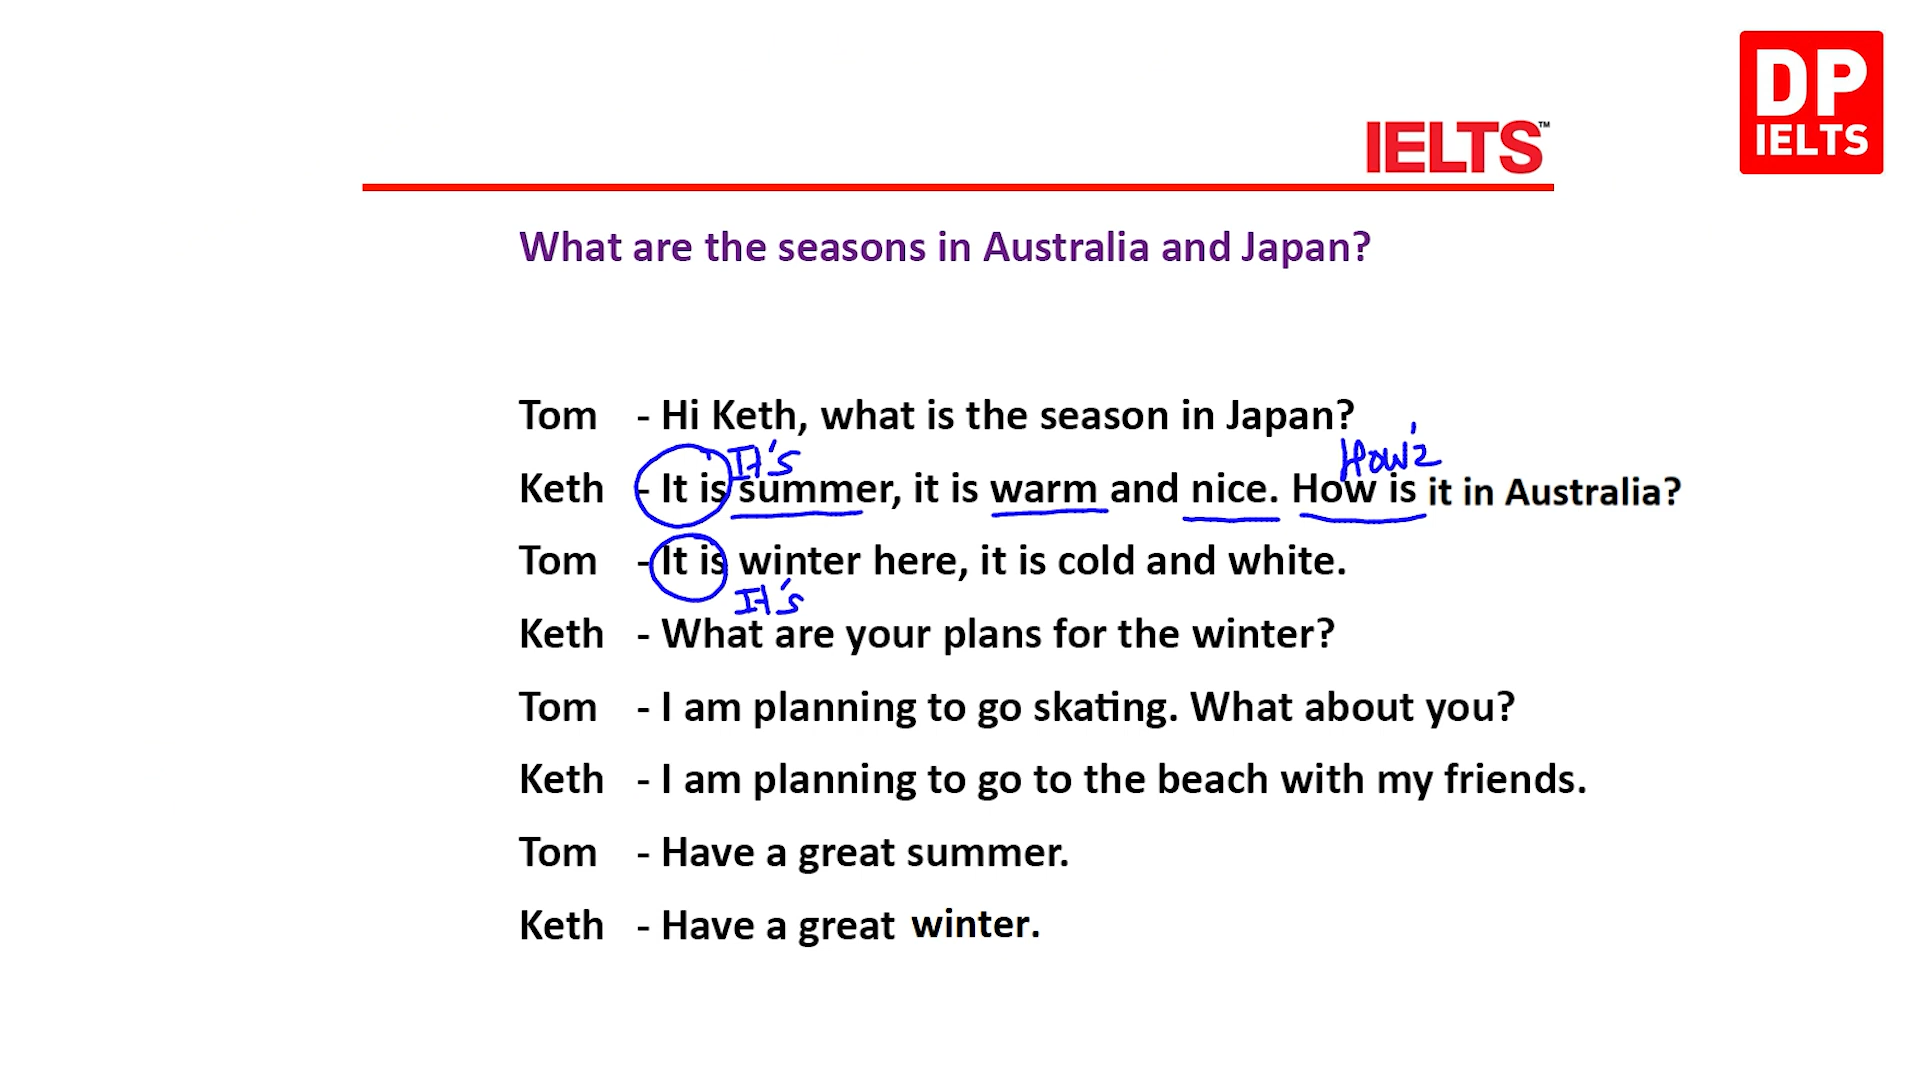 DP
IELTS
IELTS™
What are the seasons in Australia and Japan?
Tom - Hi Keth, what is the season in Japan?
It's How'z
Keth - It is summer, it is warm and nice. How is it in Australia?
Tom - It is winter here, it is cold and white.
It's
Keth - What are your plans for the winter?
Tom - I am planning to go skating. What about you?
Keth - I am planning to go to the beach with my friends.
Tom - Have a great summer.
Keth - Have a great winter.